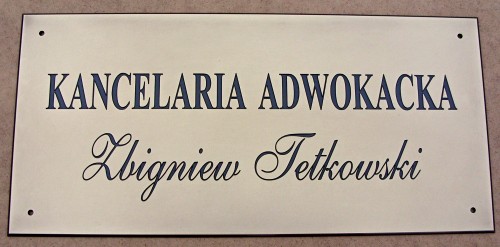 KANCELARIA ADWOKACKA
Zbigniew Tetkowski